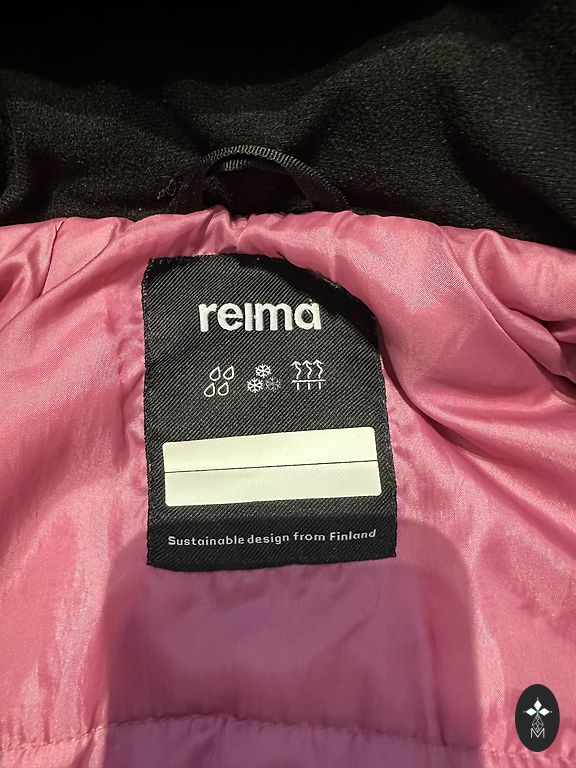 reima
Sustainable design from Finland
M